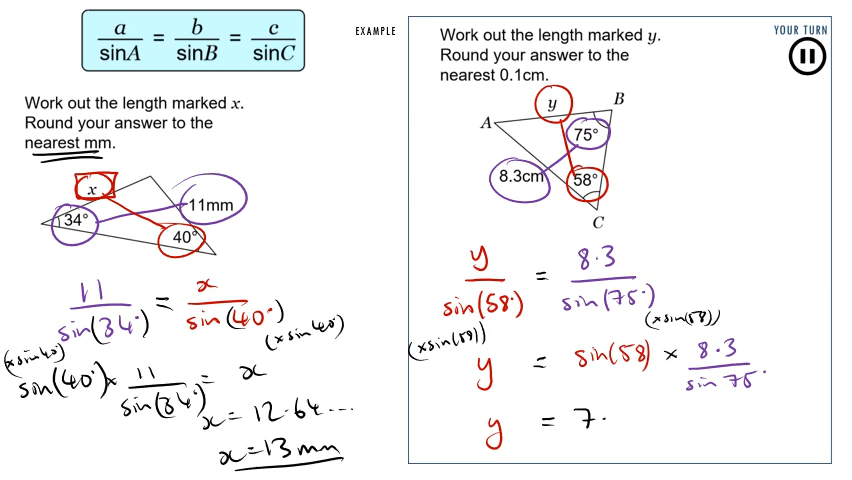 a/sinA = b/sinB = c/sinC
EXAMPLE
Work out the length marked x.
Round your answer to the
nearest mm.
x
11mm
34°
40°
11/sin(34°) = x/sin(40°)
(×sin40) (×sin40)
sin(40°) × 11/sin(34°) = x
x = 12.64...
x = 13mm
YOUR TURN
Work out the length marked y.
Round your answer to the
nearest 0.1cm.
y
B
A
75°
8.3cm
58°
C
y/sin(58°) = 8.3/sin(75°)
(×sin(58)) (×sin(58))
y = sin(58) × 8.3/sin 75°
y = 7.